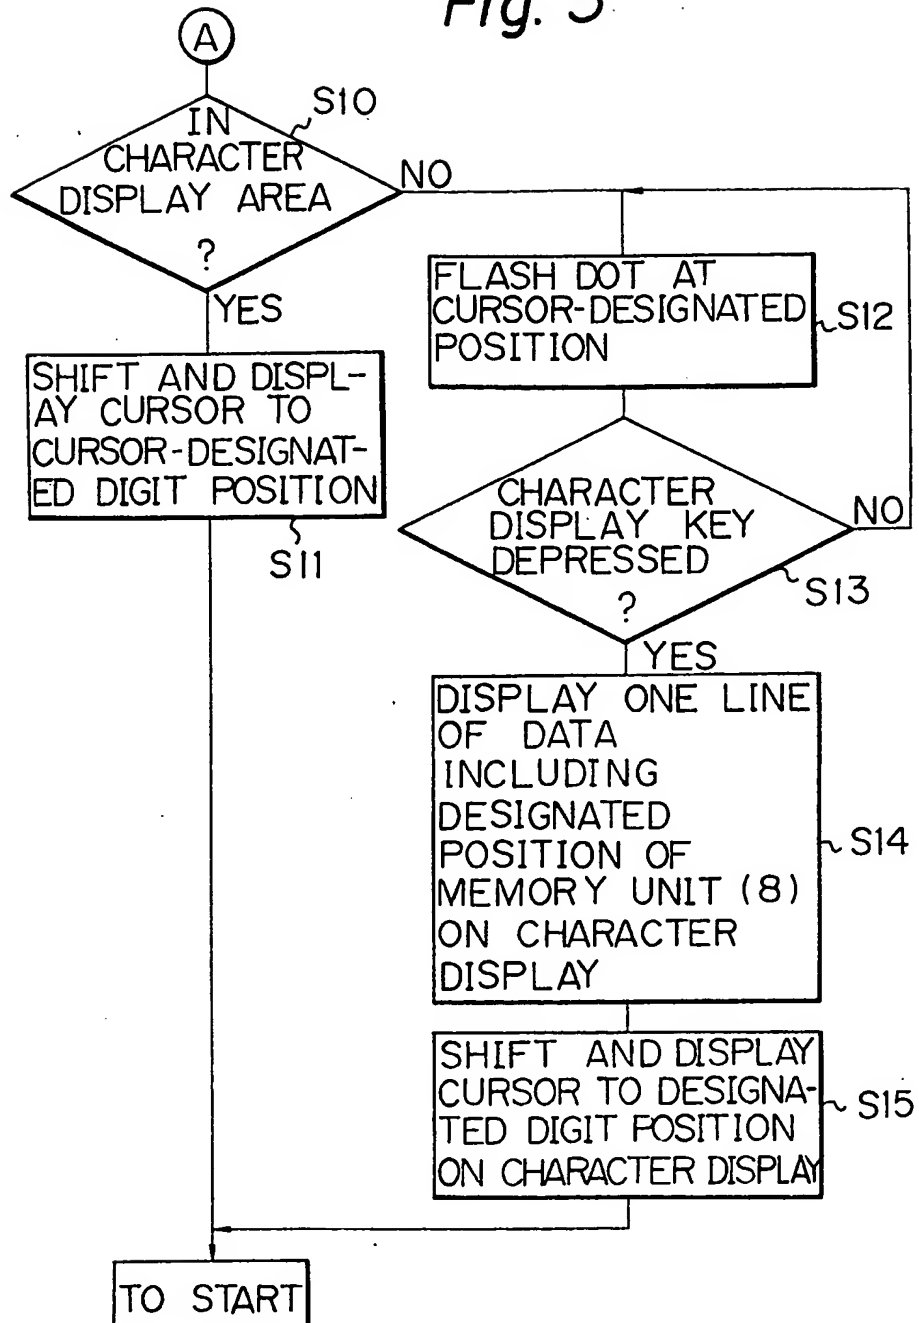 Fig. 5
A
S10
IN
CHARACTER
DISPLAY AREA
?
NO
YES
SHIFT AND DISPL-
AY CURSOR TO
CURSOR-DESIGNAT-
ED DIGIT POSITION
S11
FLASH DOT AT
CURSOR-DESIGNATED
POSITION
S12
CHARACTER
DISPLAY KEY
DEPRESSED
?
NO
S13
YES
DISPLAY ONE LINE
OF DATA
INCLUDING
DESIGNATED
POSITION OF
MEMORY UNIT (8)
ON CHARACTER
DISPLAY
S14
SHIFT AND DISPLAY
CURSOR TO DESIGNA-
TED DIGIT POSITION
ON CHARACTER DISPLAY
S15
TO START